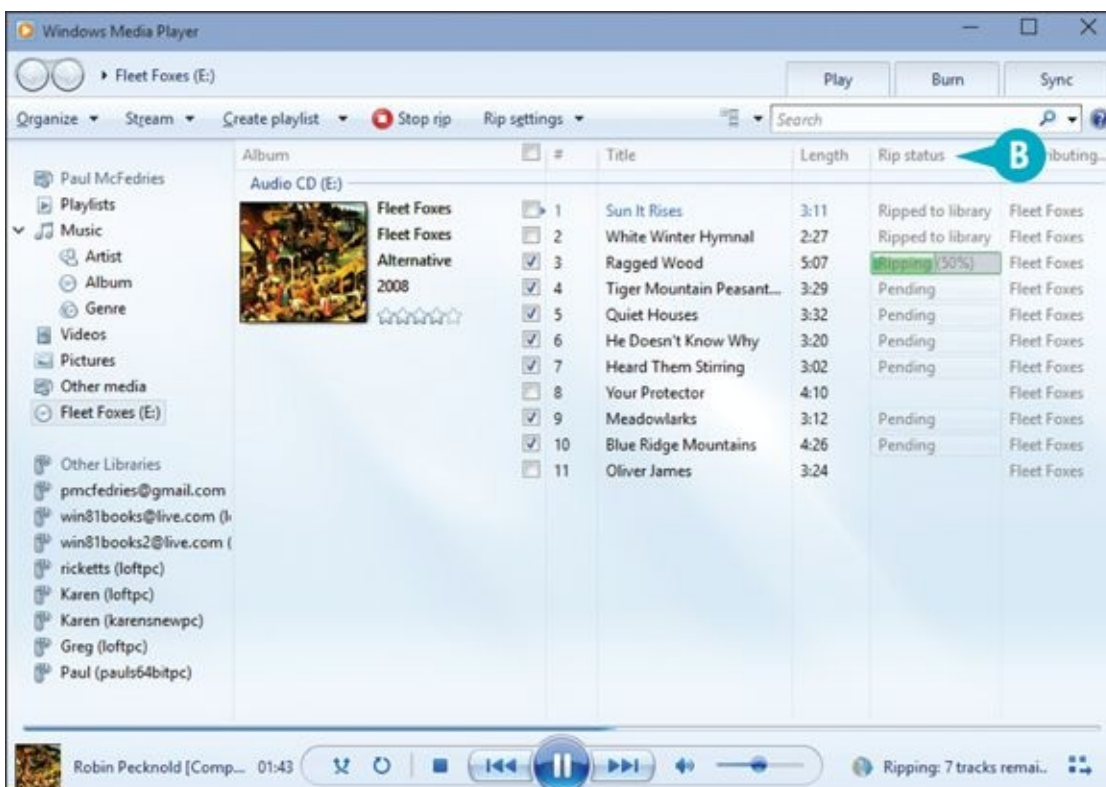 Windows Media Player
Fleet Foxes (E:)
Play Burn Sync
Organize Stream Create playlist Stop rip Rip settings Search
Album # Title Length Rip status B ributing...
Paul McFedries
Playlists
Music
Artist
Album
Genre
Videos
Pictures
Other media
Fleet Foxes (E:)
Other Libraries
pmcfedries@gmail.com
win81books@live.com (l
win81books2@live.com (
ricketts (loftpc)
Karen (loftpc)
Karen (karensnewpc)
Greg (loftpc)
Paul (pauls64bitpc)
Audio CD (E:)
Fleet Foxes
Fleet Foxes
Alternative
2008
1 Sun It Rises 3:11 Ripped to library Fleet Foxes
2 White Winter Hymnal 2:27 Ripped to library Fleet Foxes
3 Ragged Wood 5:07 Ripping (50%) Fleet Foxes
4 Tiger Mountain Peasant... 3:29 Pending Fleet Foxes
5 Quiet Houses 3:32 Pending Fleet Foxes
6 He Doesn't Know Why 3:20 Pending Fleet Foxes
7 Heard Them Stirring 3:02 Pending Fleet Foxes
8 Your Protector 4:10 Fleet Foxes
9 Meadowlarks 3:12 Pending Fleet Foxes
10 Blue Ridge Mountains 4:26 Pending Fleet Foxes
11 Oliver James 3:24 Fleet Foxes
Robin Pecknold [Comp... 01:43 Ripping: 7 tracks remai..